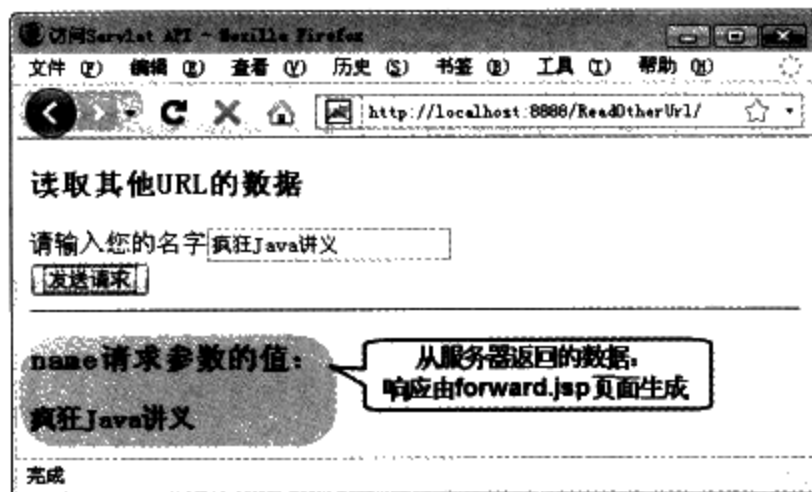 访问Servlet API - Mozilla Firefox
文件 (F) 编辑 (E) 查看 (V) 历史 (S) 书签 (B) 工具 (T) 帮助 (H)
http://localhost:8888/ReadOtherUrl/
读取其他URL的数据
请输入您的名字 疯狂Java讲义
发送请求
name请求参数的值：
疯狂Java讲义
从服务器返回的数据，
响应由forward.jsp页面生成
完成